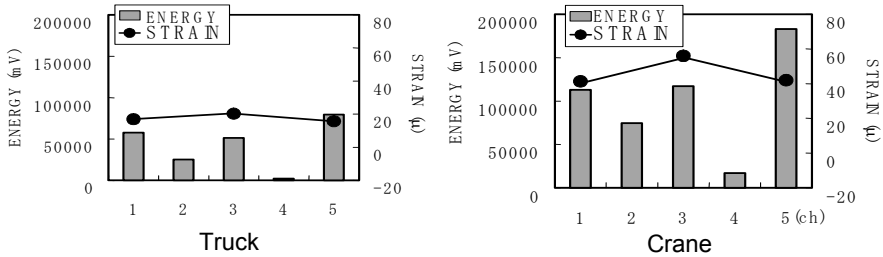 ENERGY
STRAIN
ENERGY (mV)
200000
150000
100000
50000
0
80
60
40
20
0
-20
STRAIN (μ)
1 2 3 4 5
Truck
ENERGY
STRAIN
ENERGY (mV)
200000
150000
100000
50000
0
80
60
40
20
0
-20
STRAIN (μ)
1 2 3 4 5 (ch)
Crane